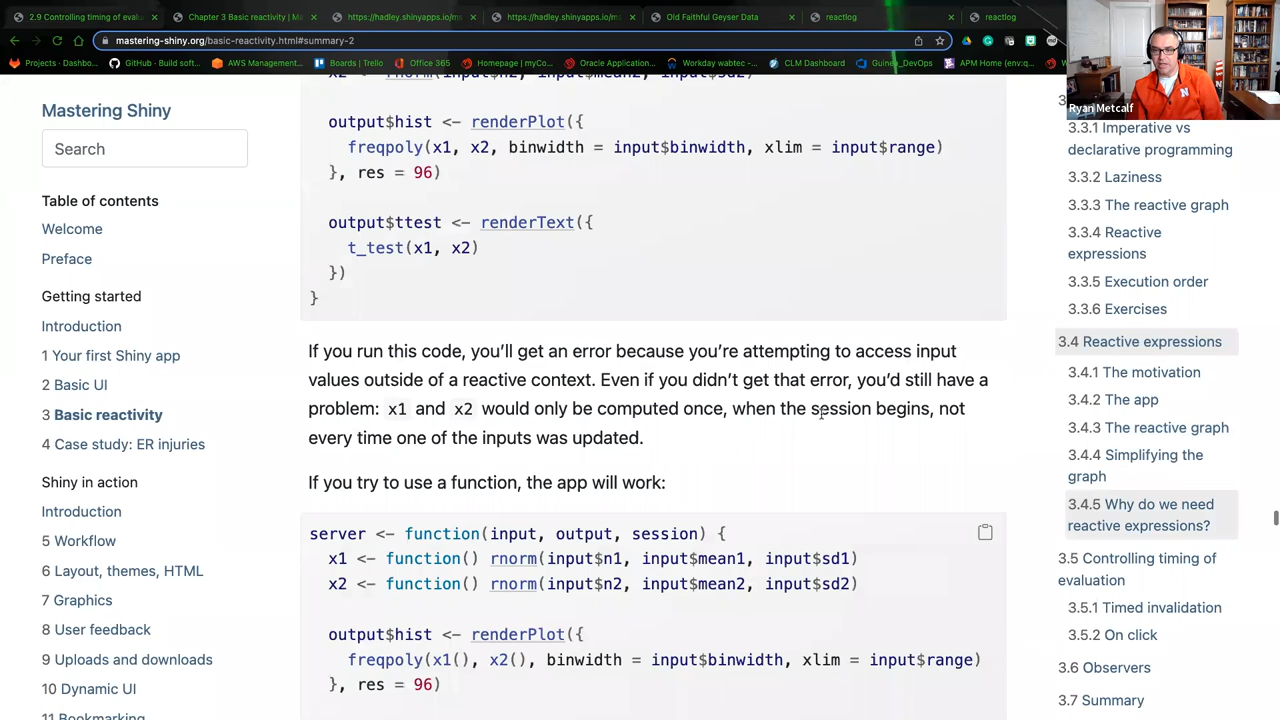 2.9 Controlling timing of evalu
Chapter 3 Basic reactivity | Ma
https://hadley.shinyapps.io/m
https://hadley.shinyapps.io/m
Old Faithful Geyser Data
reactlog
reactlog
mastering-shiny.org/basic-reactivity.html#summary-2
Projects · Dashbo...
GitHub · Build soft...
AWS Management...
Boards | Trello
Office 365
Homepage | myCo...
Oracle Application...
Workday wabtec -...
CLM Dashboard
Guinea_DevOps
APM Home (env:q...
Ryan Metcalf
Mastering Shiny
Search
Table of contents
Welcome
Preface
Getting started
Introduction
1 Your first Shiny app
2 Basic UI
3 Basic reactivity
4 Case study: ER injuries
Shiny in action
Introduction
5 Workflow
6 Layout, themes, HTML
7 Graphics
8 User feedback
9 Uploads and downloads
10 Dynamic UI
11 Bookmarking
x2 <- rnorm(input$n2, input$mean2, input$sd2)
output$hist <- renderPlot({
freqpoly(x1, x2, binwidth = input$binwidth, xlim = input$range)
}, res = 96)
output$ttest <- renderText({
t_test(x1, x2)
})
}
If you run this code, you’ll get an error because you’re attempting to access input
values outside of a reactive context. Even if you didn’t get that error, you’d still have a
problem: x1 and x2 would only be computed once, when the session begins, not
every time one of the inputs was updated.
If you try to use a function, the app will work:
server <- function(input, output, session) {
x1 <- function() rnorm(input$n1, input$mean1, input$sd1)
x2 <- function() rnorm(input$n2, input$mean2, input$sd2)
output$hist <- renderPlot({
freqpoly(x1(), x2(), binwidth = input$binwidth, xlim = input$range)
}, res = 96)
3.3.1 Imperative vs
declarative programming
3.3.2 Laziness
3.3.3 The reactive graph
3.3.4 Reactive
expressions
3.3.5 Execution order
3.3.6 Exercises
3.4 Reactive expressions
3.4.1 The motivation
3.4.2 The app
3.4.3 The reactive graph
3.4.4 Simplifying the
graph
3.4.5 Why do we need
reactive expressions?
3.5 Controlling timing of
evaluation
3.5.1 Timed invalidation
3.5.2 On click
3.6 Observers
3.7 Summary